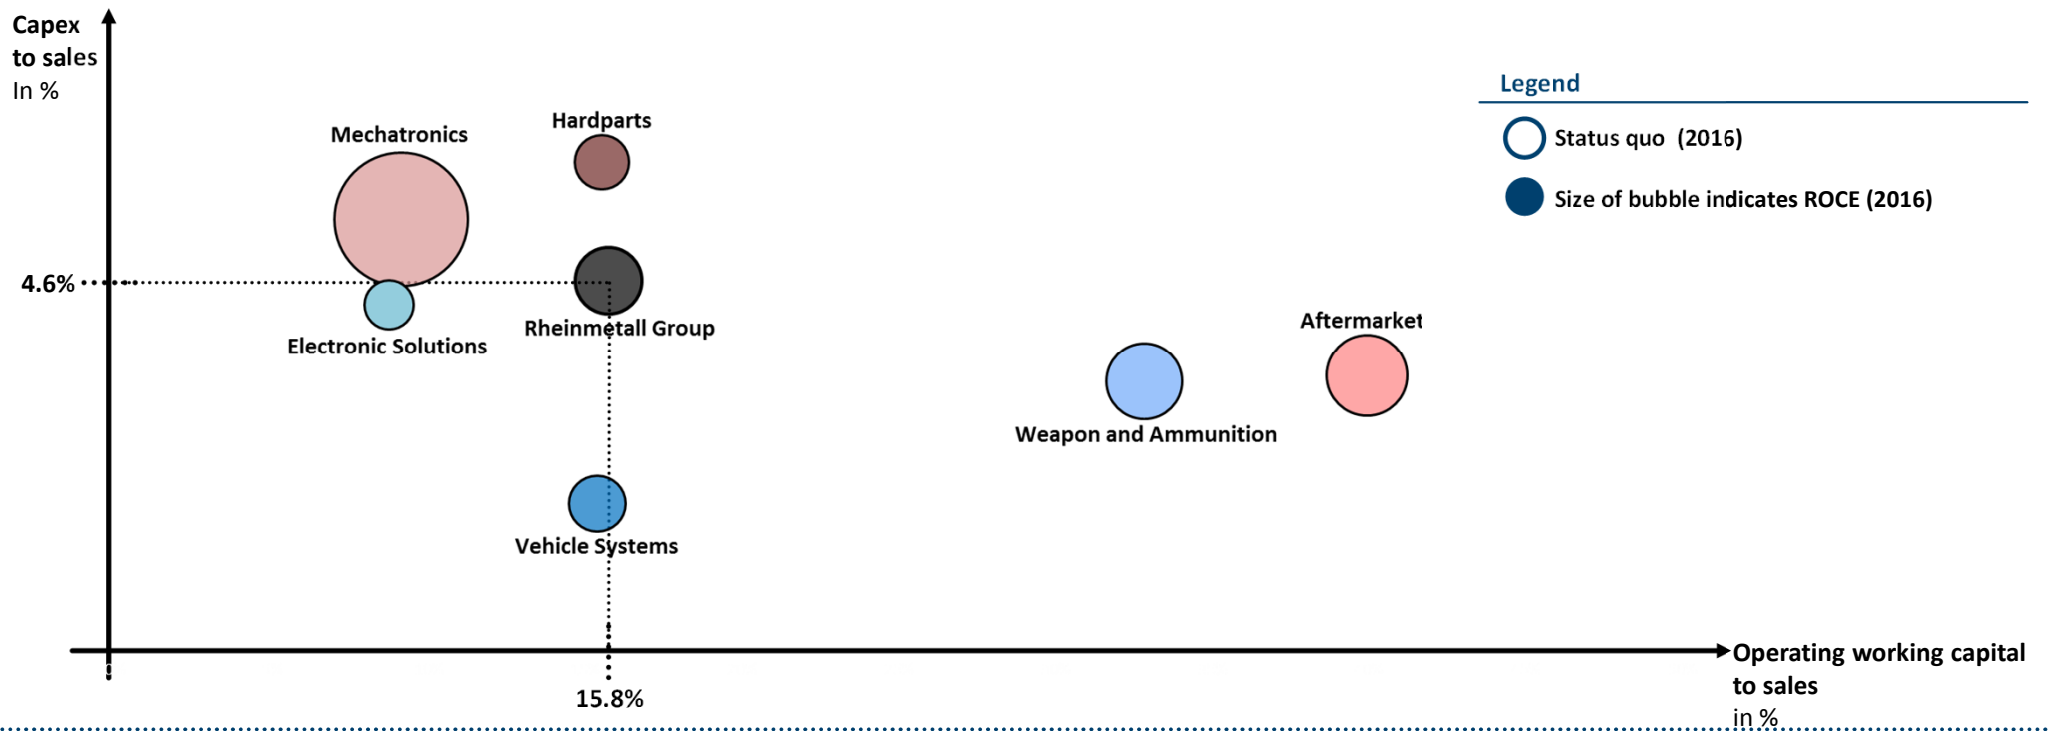 Capex
to sales
In %
Legend
Hardparts
Mechatronics
Status quo (2016)
Size of bubble indicates ROCE (2016)
4.6%
Rheinmetall Group
Electronic Solutions
Aftermarket
Weapon and Ammunition
Vehicle Systems
Operating working capital
to sales
in %
15.8%